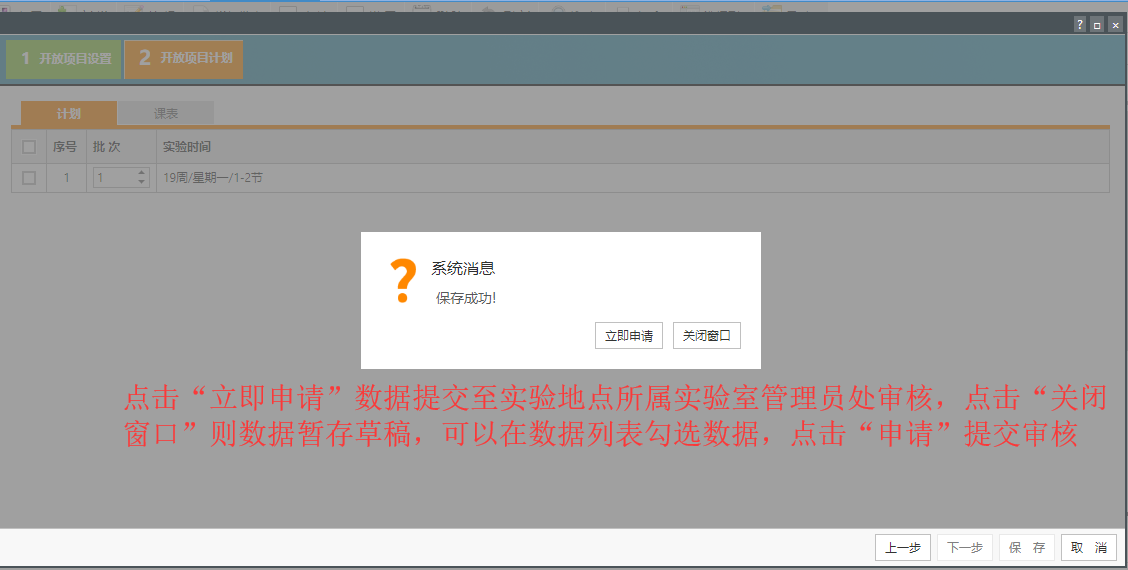 ? ×
1 开放项目设置 2 开放项目计划
计划 课表
序号 批 次 实验时间
1 1 19周/星期一/1-2节
?
系统消息
保存成功!
立即申请 关闭窗口
点击“立即申请”数据提交至实验地点所属实验室管理员处审核，点击“关闭
窗口”则数据暂存草稿，可以在数据列表勾选数据，点击“申请”提交审核
上一步 下一步 保 存 取 消